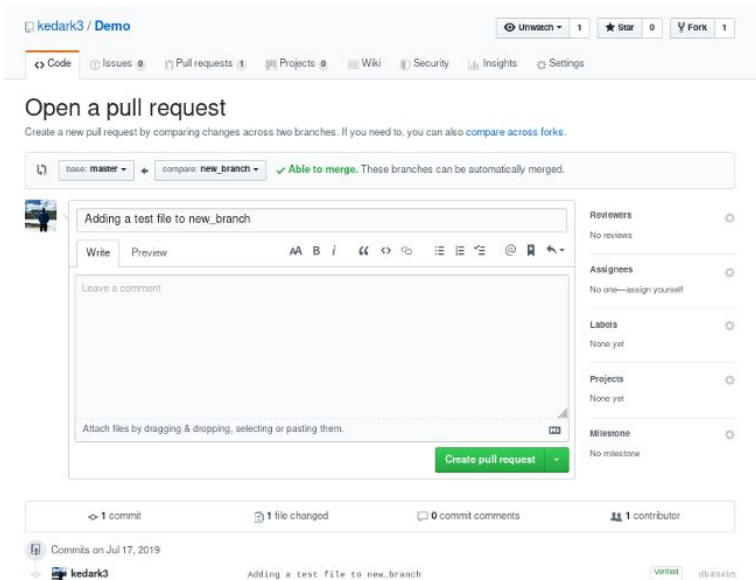 kedark3 / Demo
Unwatch 1 Star 0 Fork 1
Code Issues 0 Pull requests 1 Projects 0 Wiki Security Insights Settings
Open a pull request
Create a new pull request by comparing changes across two branches. If you need to, you can also compare across forks.
base: master compare: new_branch Able to merge. These branches can be automatically merged.
Adding a test file to new_branch
Write Preview AA B i
Leave a comment
Attach files by dragging & dropping, selecting or pasting them.
Create pull request
Reviewers
No reviews
Assignees
No one—assign yourself
Labels
None yet
Projects
None yet
Milestone
No milestone
1 commit 1 file changed 0 commit comments 1 contributor
Commits on Jul 17, 2019
kedark3 Adding a test file to new_branch Verified